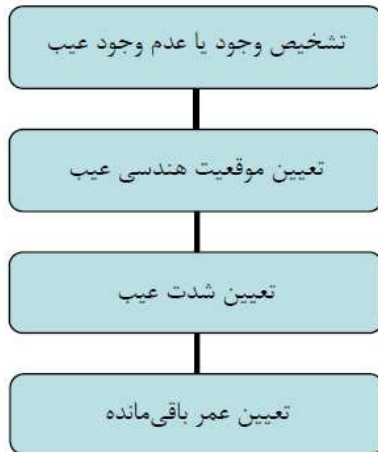 تشخیص وجود یا عدم وجود عیب
تعیین موقعیت هندسی عیب
تعیین شدت عیب
تعیین عمر باقی‌مانده